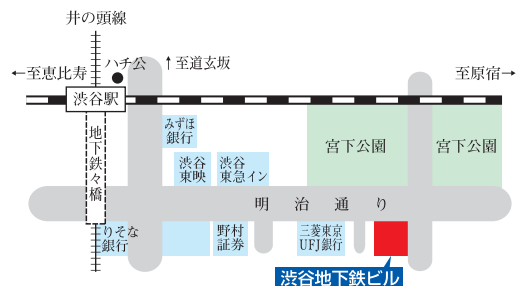 井の頭線
ハチ公
↑至道玄坂
←至恵比寿
至原宿→
渋谷駅
みずほ
銀行
地下鉄々橋
渋谷
東映
渋谷
東急イン
宮下公園
宮下公園
明治通り
りそな
銀行
野村
証券
三菱東京
UFJ銀行
渋谷地下鉄ビル